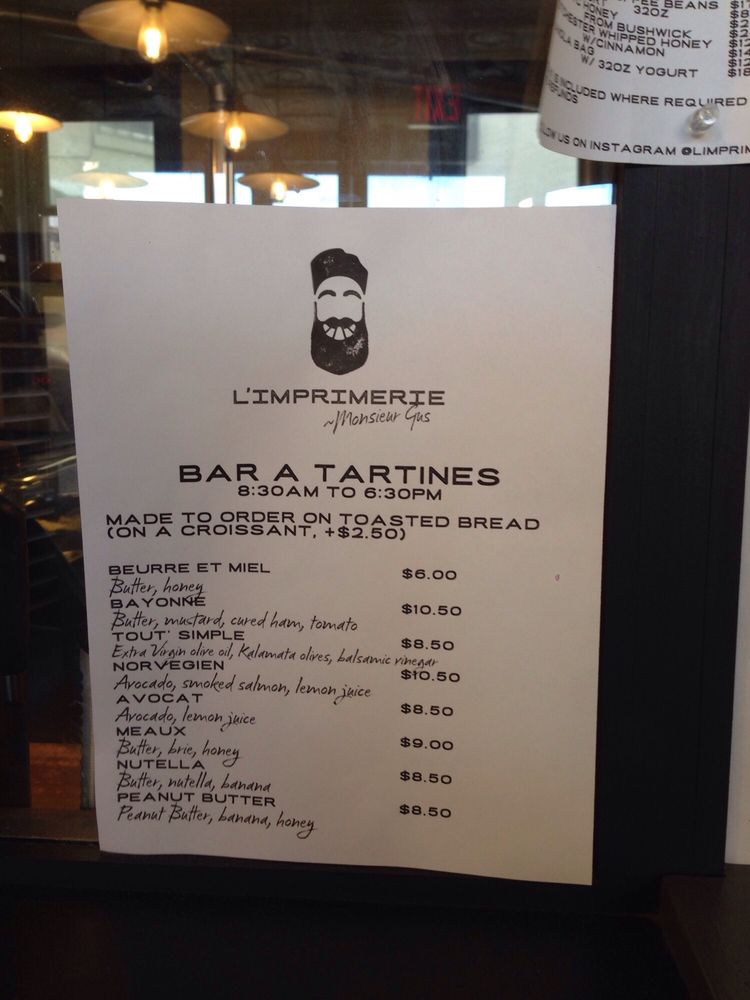 EE BEANS
HONEY 32OZ
FROM BUSHWICK
WHIPPED HONEY
W/CINNAMON
BAG
W/ 32OZ YOGURT
INCLUDED WHERE REQUIRED
US ON INSTAGRAM @LIMPRIM
EXIT
L'IMPRIMERIE
~Monsieur Gus
BAR A TARTINES
8:30AM TO 6:30PM
MADE TO ORDER ON TOASTED BREAD
(ON A CROISSANT, +$2.50)
BEURRE ET MIEL $6.00
Butter, honey
BAYONNE $10.50
Butter, mustard, cured ham, tomato
TOUT' SIMPLE $8.50
Extra Virgin olive oil, Kalamata olives, balsamic vinegar
NORVEGIEN $10.50
Avocado, smoked salmon, lemon juice
AVOCAT $8.50
Avocado, lemon juice
MEAUX $9.00
Butter, brie, honey
NUTELLA $8.50
Butter, nutella, banana
PEANUT BUTTER $8.50
Peanut Butter, banana, honey